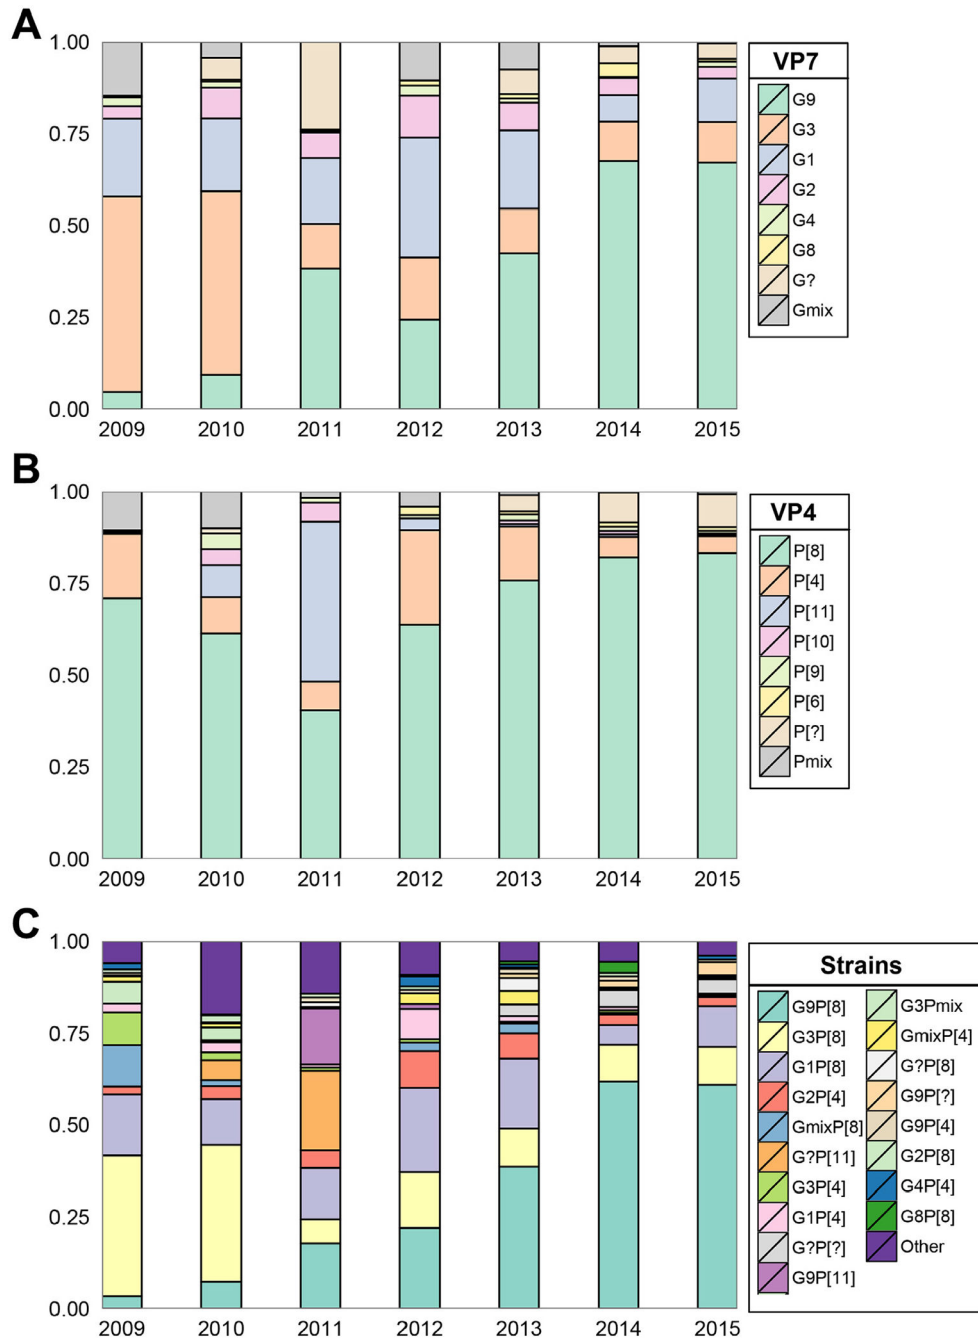 A
1.00
0.75
0.50
0.25
0.00
2009 2010 2011 2012 2013 2014 2015
VP7
G9
G3
G1
G2
G4
G8
G?
Gmix
B
1.00
0.75
0.50
0.25
0.00
2009 2010 2011 2012 2013 2014 2015
VP4
P[8]
P[4]
P[11]
P[10]
P[9]
P[6]
P[?]
Pmix
C
1.00
0.75
0.50
0.25
0.00
2009 2010 2011 2012 2013 2014 2015
Strains
G9P[8]
G3P[8]
G1P[8]
G2P[4]
GmixP[8]
G?P[11]
G3P[4]
G1P[4]
G?P[?]
G9P[11]
G3Pmix
GmixP[4]
G?P[8]
G9P[?]
G9P[4]
G2P[8]
G4P[4]
G8P[8]
Other